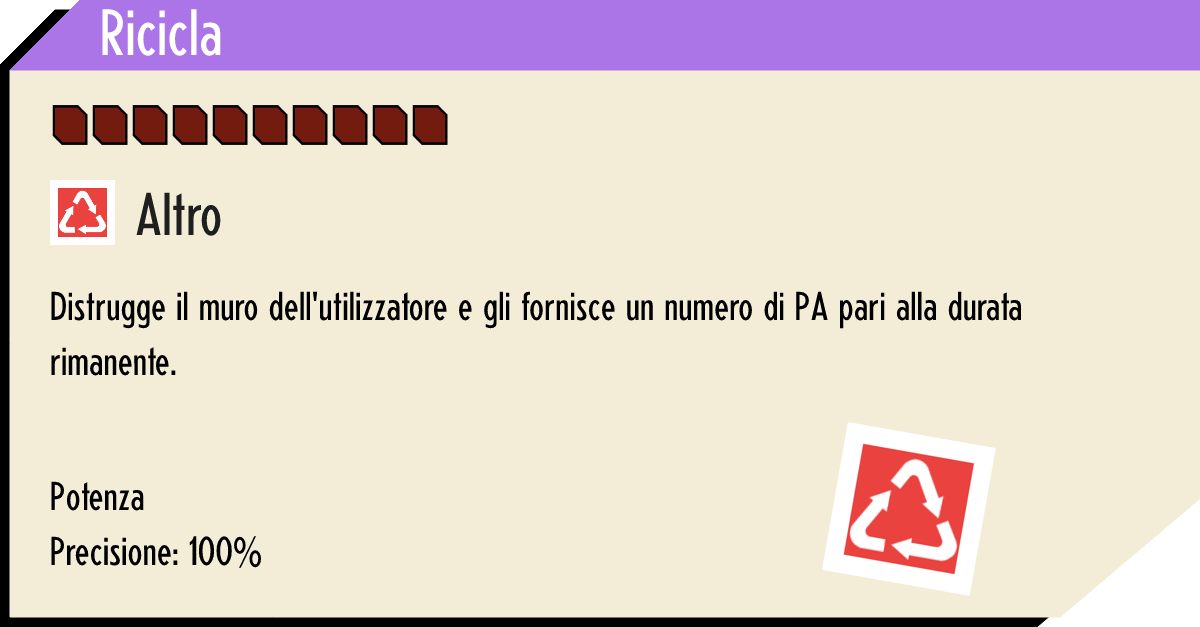 Ricicla
Altro
Distrugge il muro dell'utilizzatore e gli fornisce un numero di PA pari alla durata
rimanente.
Potenza
Precisione: 100%